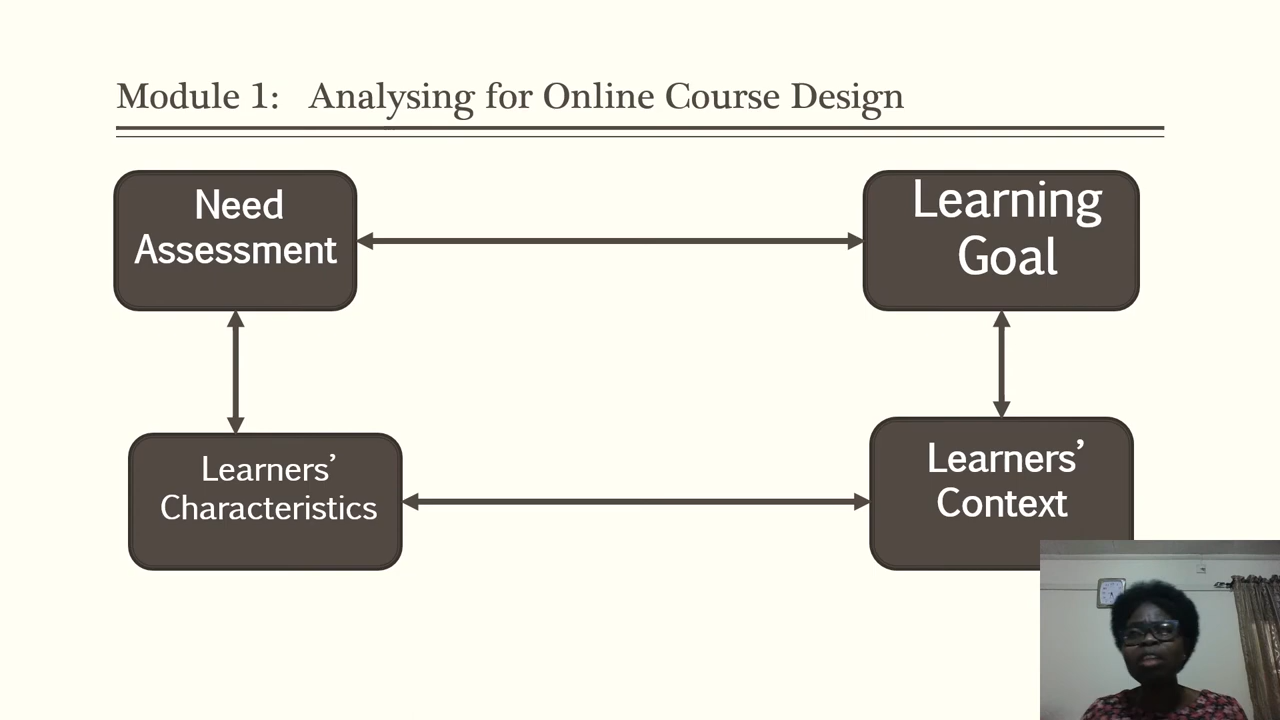 Module 1: Analysing for Online Course Design
Need
Assessment
Learning
Goal
Learners’
Characteristics
Learners’
Context